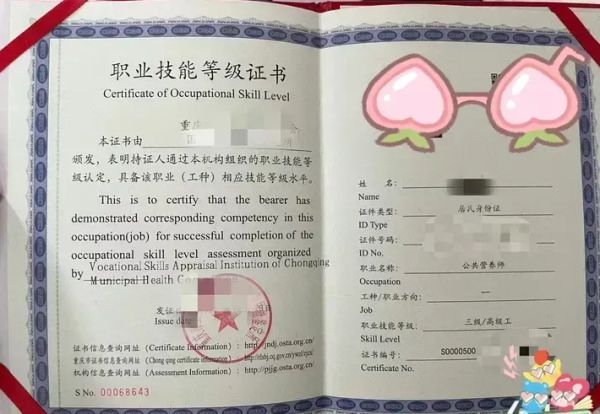 职业技能等级证书
Certificate of Occupational Skill Level
重庆
本证书由
颁发，表明持证人通过本机构组织的职业技能等
级认定，具备该职业（工种）相应技能等级水平。
This is to certify that the bearer has
demonstrated corresponding competency in this
occupation(job) for successful completion of the
occupational skill level assessment organized
by Vocational Skills Appraisal Institution of Chongqing
Municipal Health
发证
月
Issue date
证书信息查询网址 (Certificate Information) : http://jndj.osta.org.cn/
重庆市证书信息查询网址 (Chong qing certificate information)
机构信息查询网址 (Assessment Information) : http://pjjg.osta.org.cn/
S No. 00068643
姓 名：
Name
证件类型： 居民身份证
ID Type
证件号码：
ID No.
职业名称： 公共营养师
Occupation
工种/职业方向： —
Job
职业技能等级： 三级/高级工
Skill Level
证书编号： S0000500
Certificate No.